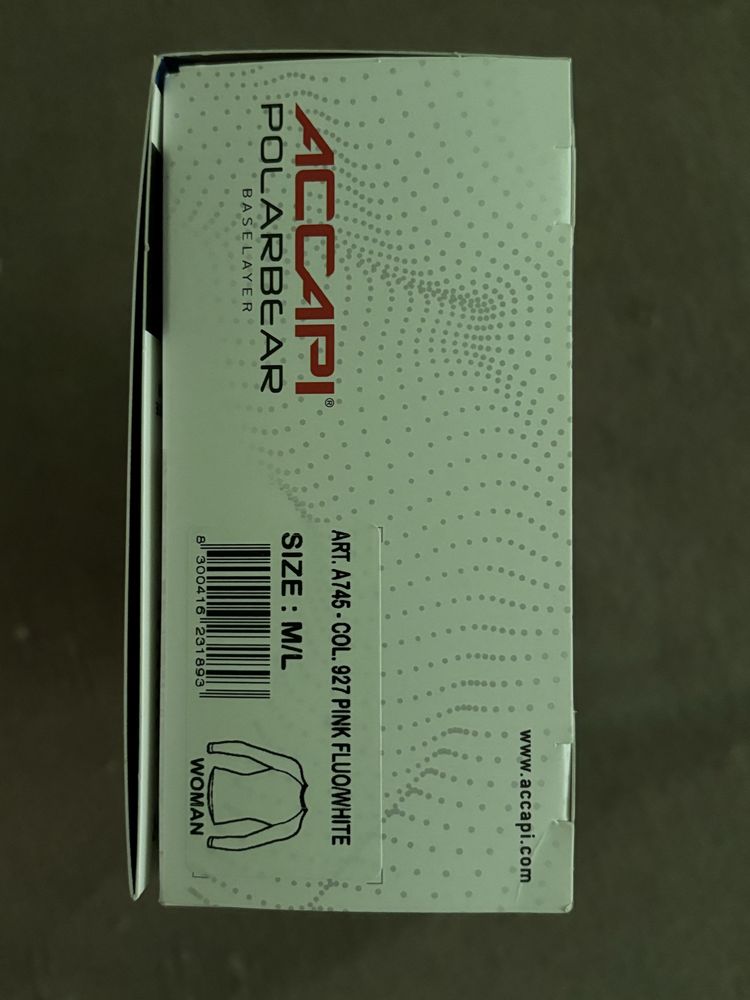 ACCAPI®
POLARBEAR
BASELAYER
ART. A745 - COL. 927 PINK FLUO/WHITE
SIZE : M/L
8 300416 231893
WOMAN
www.accapi.com